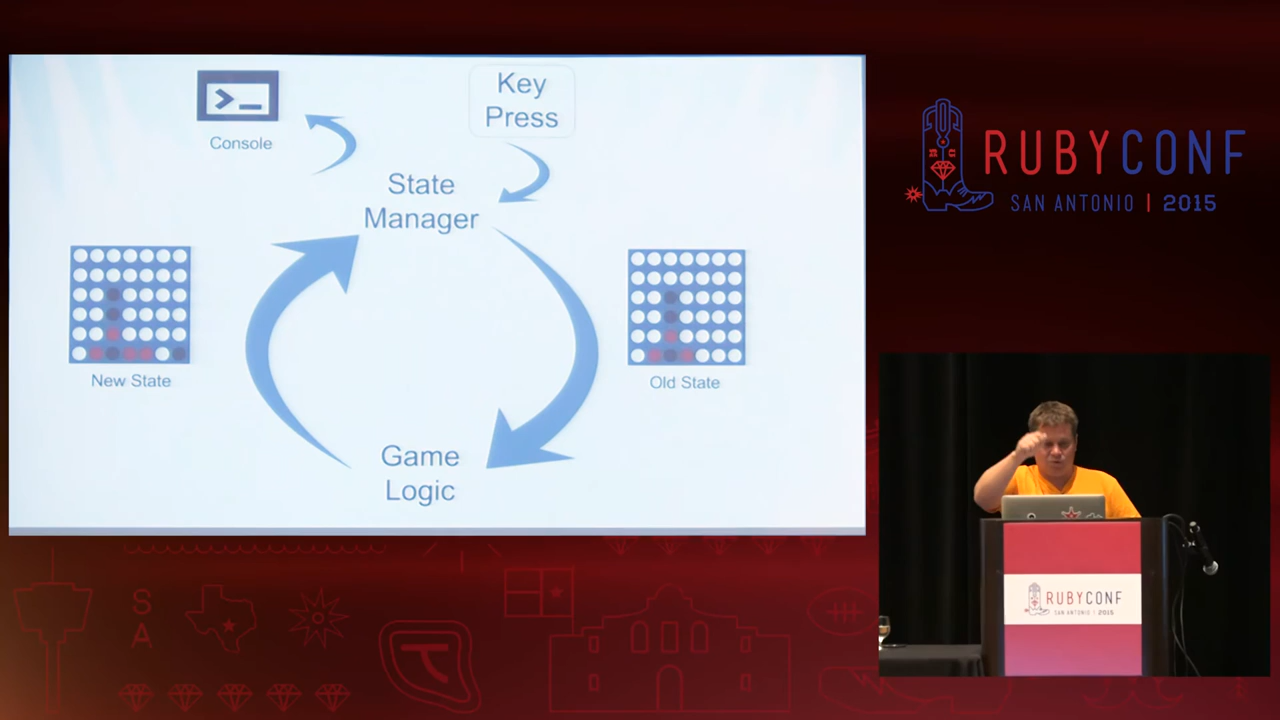 >_
Console
Key
Press
State
Manager
New State
Old State
Game
Logic
RUBYCONF
SAN ANTONIO | 2015
RUBYCONF
SAN ANTONIO | 2015
S
A